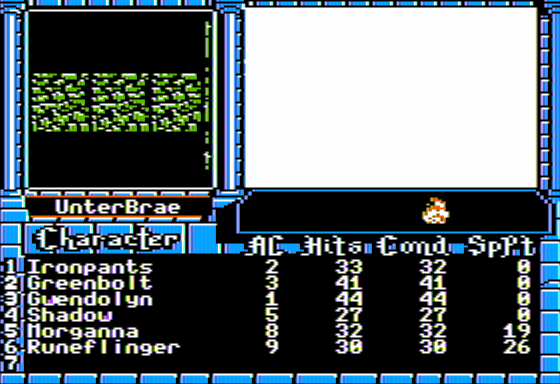 UnterBrae
Character AC Hits Cond SpPt
1 Ironpants 2 33 32 0
2 Greenbolt 3 41 41 0
3 Gwendolyn 1 44 44 0
4 Shadow 5 27 27 0
5 Morganna 8 32 32 19
6 Runeflinger 9 30 30 26
7